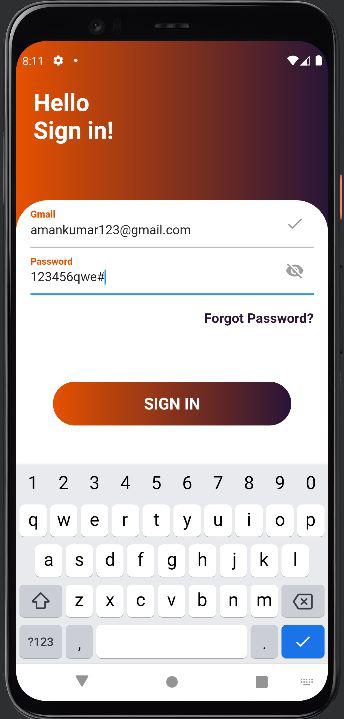 8:11
Hello
Sign in!
Gmail
amankumar123@gmail.com
Password
123456qwe#
Forgot Password?
SIGN IN
1 2 3 4 5 6 7 8 9 0
q w e r t y u i o p
a s d f g h j k l
z x c v b n m
?123 , .